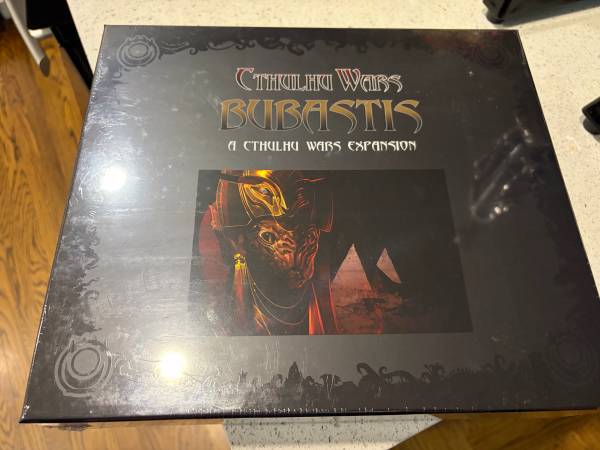 CTHULHU WARS
BUBASTIS
A CTHULHU WARS EXPANSION